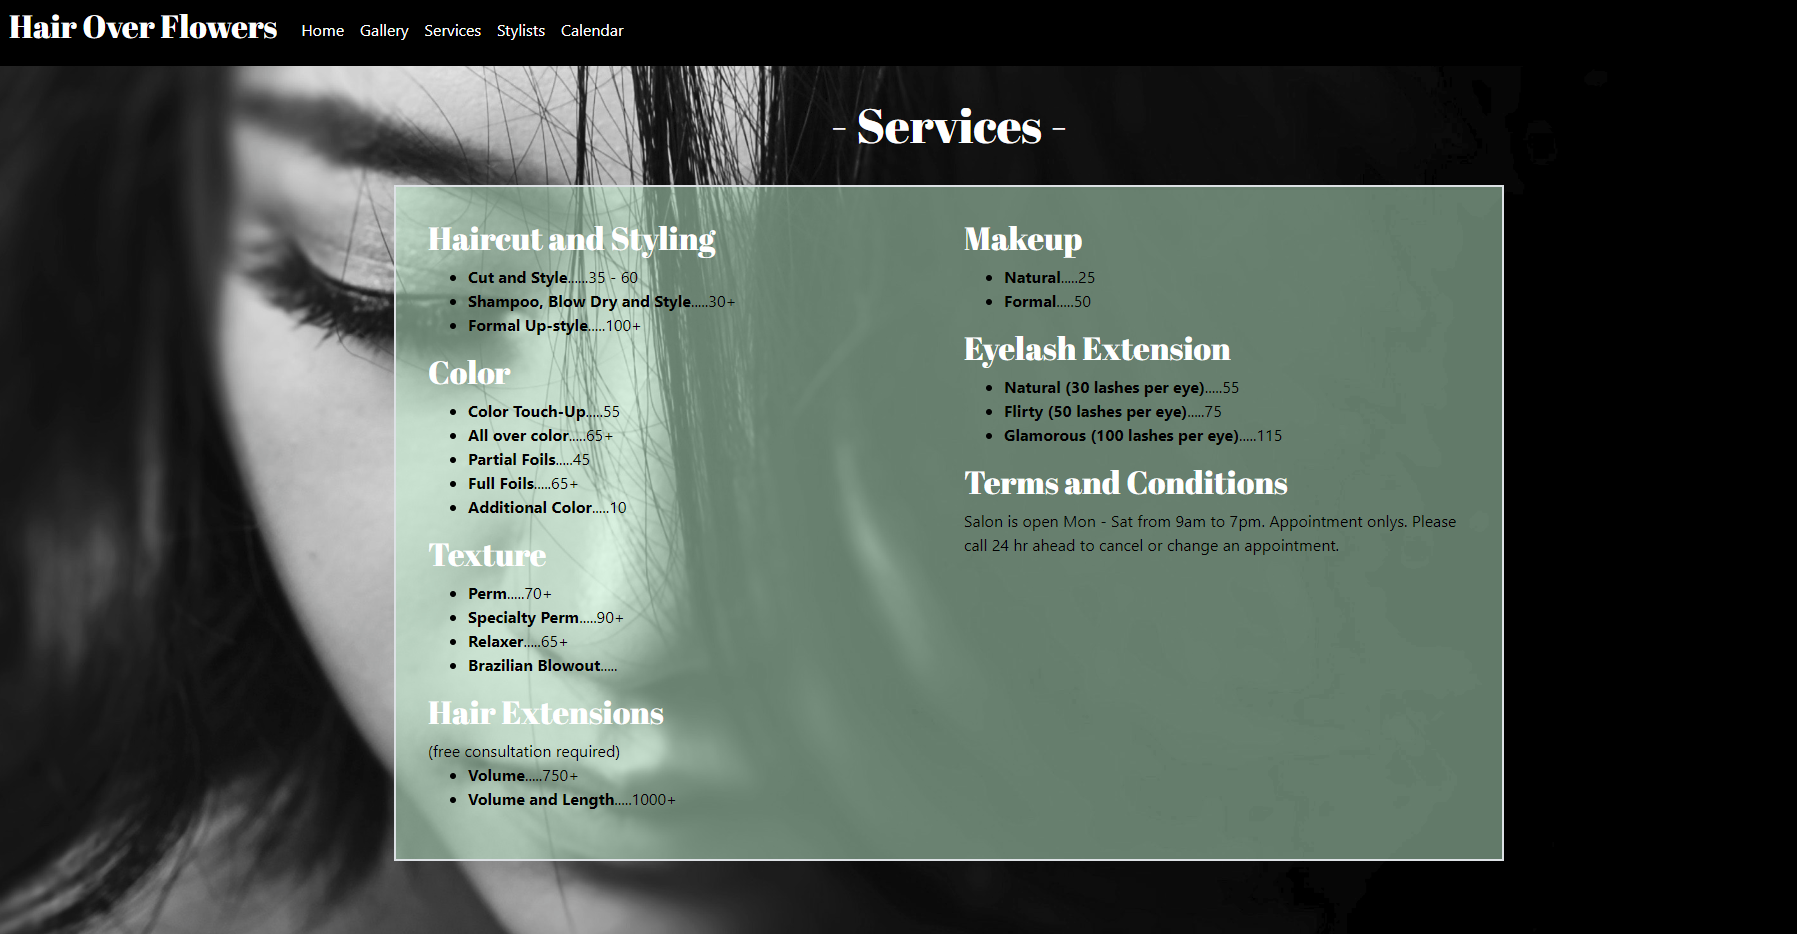 Hair Over Flowers
Home Gallery Services Stylists Calendar
- Services -
Haircut and Styling
Cut and Style......35 - 60
Shampoo, Blow Dry and Style.....30+
Formal Up-style.....100+
Color
Color Touch-Up.....55
All over color.....65+
Partial Foils.....45
Full Foils.....65+
Additional Color.....10
Texture
Perm.....70+
Specialty Perm.....90+
Relaxer.....65+
Brazilian Blowout.....
Hair Extensions
(free consultation required)
Volume.....750+
Volume and Length.....1000+
Makeup
Natural.....25
Formal.....50
Eyelash Extension
Natural (30 lashes per eye).....55
Flirty (50 lashes per eye).....75
Glamorous (100 lashes per eye).....115
Terms and Conditions
Salon is open Mon - Sat from 9am to 7pm. Appointment onlys. Please
call 24 hr ahead to cancel or change an appointment.